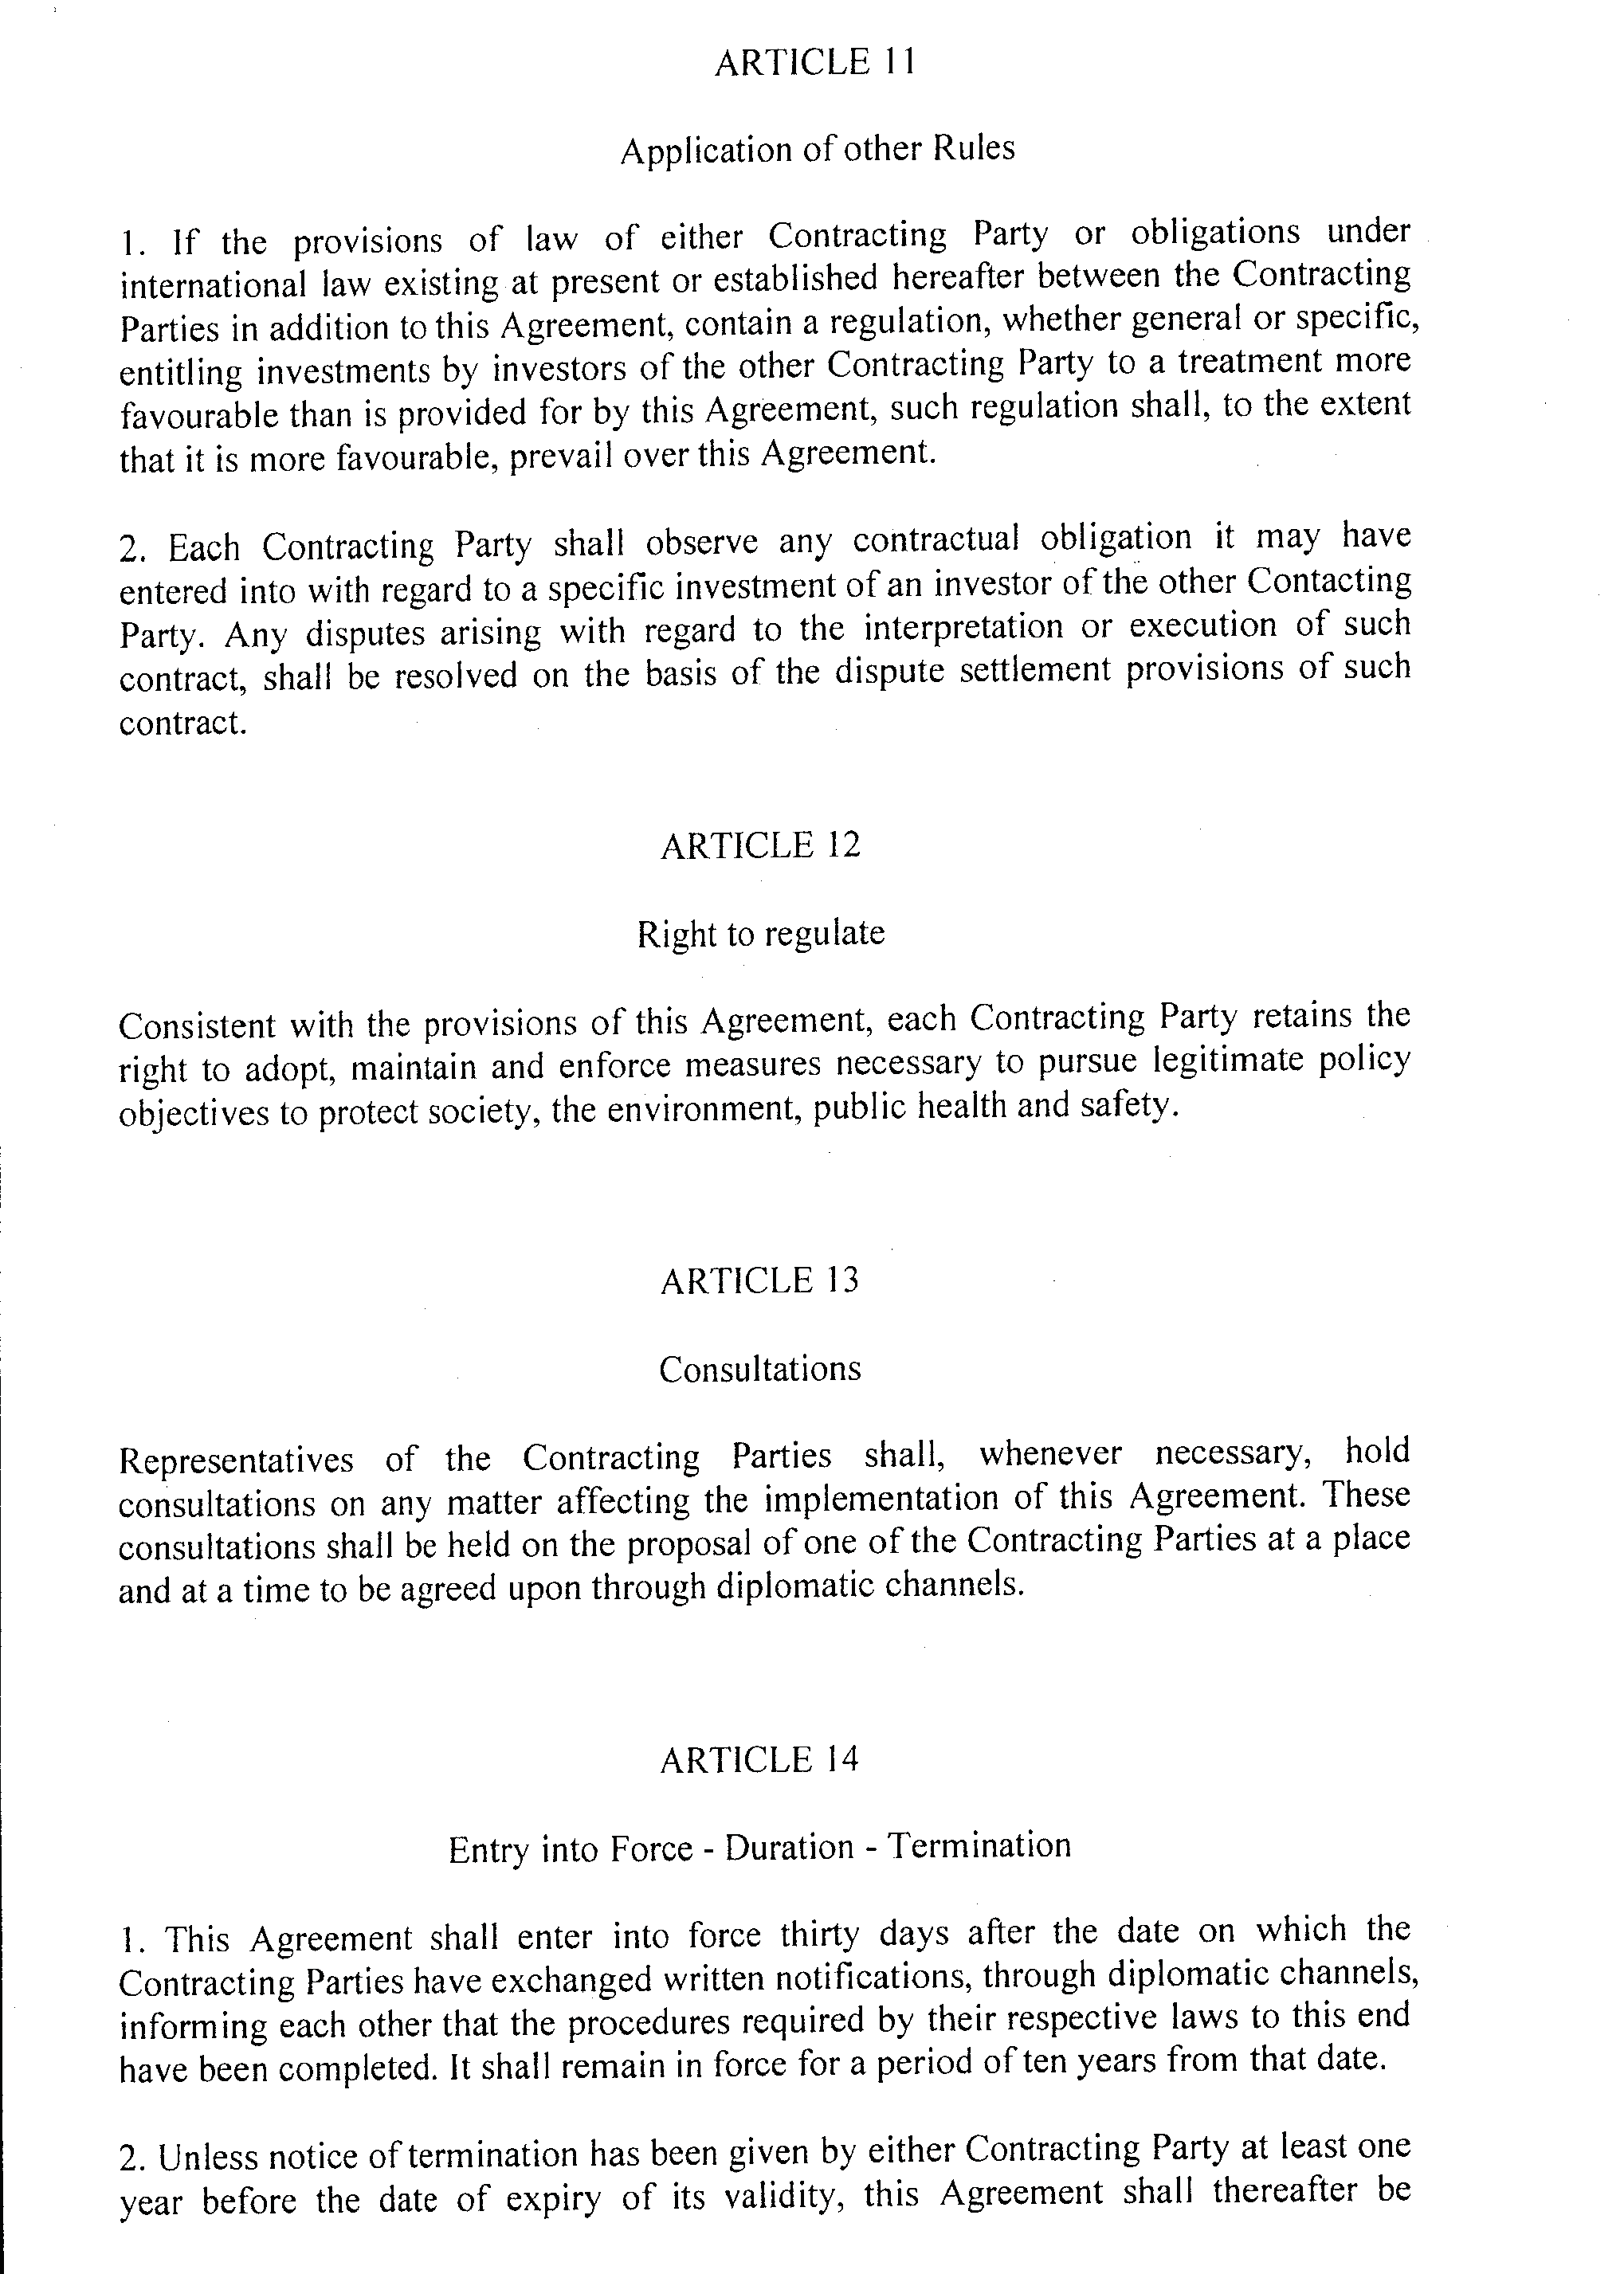 ARTICLE 11
Application of other Rules
1. If the provisions of law of either Contracting Party or obligations under
international law existing at present or established hereafter between the Contracting
Parties in addition to this Agreement, contain a regulation, whether general or specific,
entitling investments by investors of the other Contracting Party to a treatment more
favourable than is provided for by this Agreement, such regulation shall, to the extent
that it is more favourable, prevail over this Agreement.
2. Each Contracting Party shall observe any contractual obligation it may have
entered into with regard to a specific investment of an investor of the other Contacting
Party. Any disputes arising with regard to the interpretation or execution of such
contract, shall be resolved on the basis of the dispute settlement provisions of such
contract.
ARTICLE 12
Right to regulate
Consistent with the provisions of this Agreement, each Contracting Party retains the
right to adopt, maintain and enforce measures necessary to pursue legitimate policy
objectives to protect society, the environment, public health and safety.
ARTICLE 13
Consultations
Representatives of the Contracting Parties shall, whenever necessary, hold
consultations on any matter affecting the implementation of this Agreement. These
consultations shall be held on the proposal of one of the Contracting Parties at a place
and at a time to be agreed upon through diplomatic channels.
ARTICLE 14
Entry into Force - Duration - Termination
1. This Agreement shall enter into force thirty days after the date on which the
Contracting Parties have exchanged written notifications, through diplomatic channels,
informing each other that the procedures required by their respective laws to this end
have been completed. It shall remain in force for a period of ten years from that date.
2. Unless notice of termination has been given by either Contracting Party at least one
year before the date of expiry of its validity, this Agreement shall thereafter be